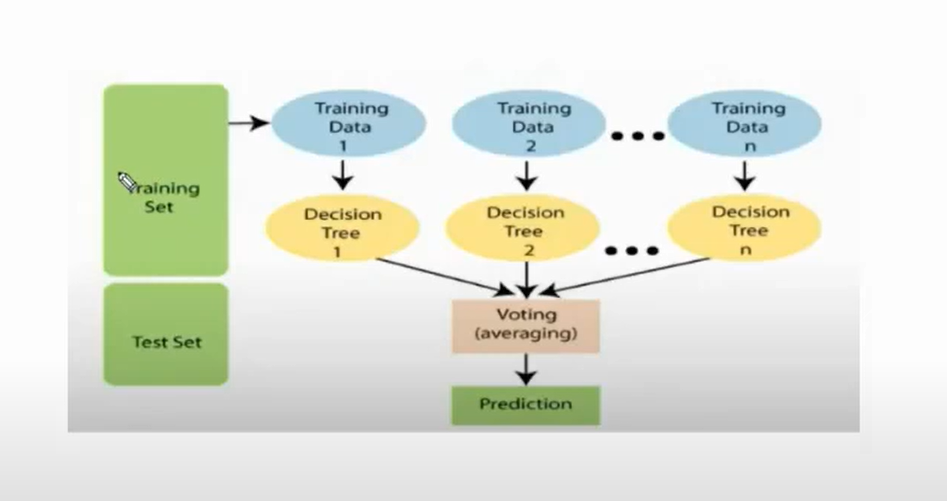 Training
Data
1
Training
Data
2
Training
Data
n
Training
Set
Decision
Tree
1
Decision
Tree
2
Decision
Tree
n
Voting
(averaging)
Test Set
Prediction